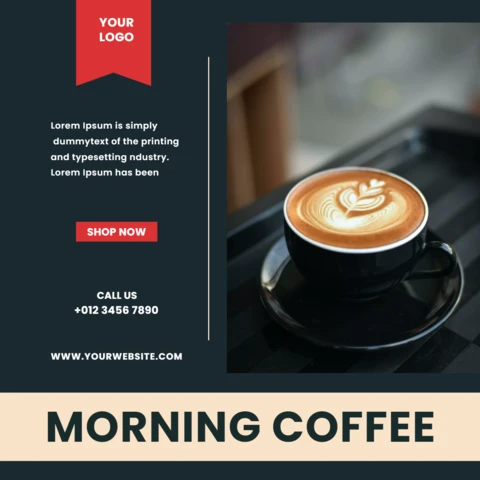 YOUR
LOGO
Lorem Ipsum is simply
dummytext of the printing
and typesetting ndustry.
Lorem Ipsum has been
SHOP NOW
CALL US
+012 3456 7890
WWW.YOURWEBSITE.COM
MORNING COFFEE